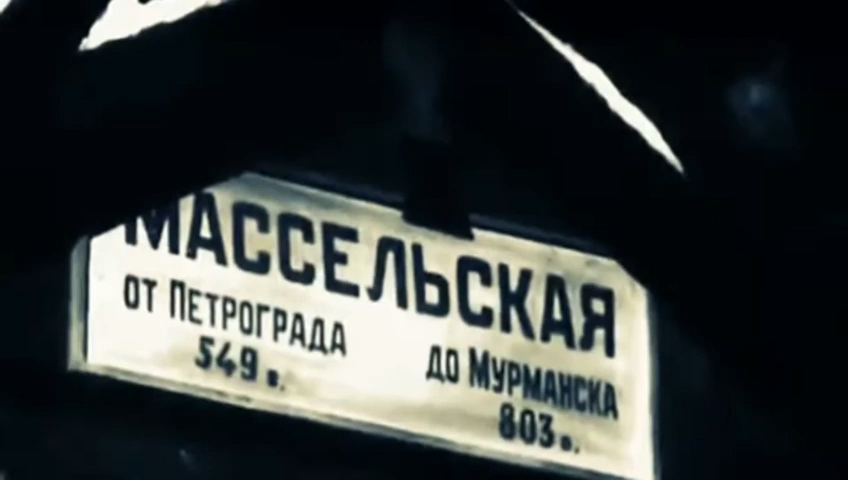 МАССЕЛЬСКАЯ
от Петрограда
549 в.
до Мурманска
803 в.